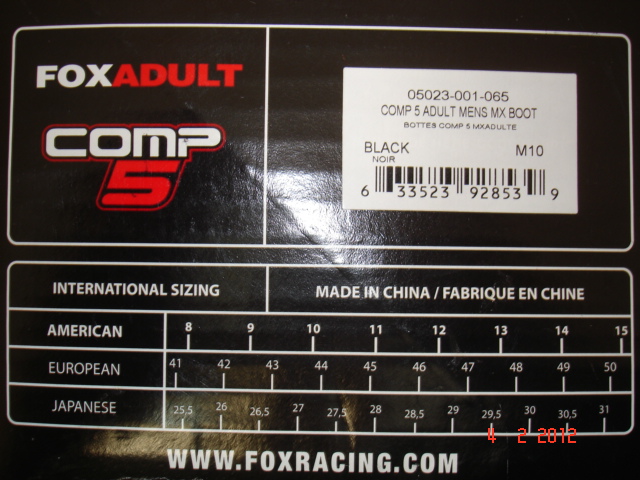 FOXADULT
COMP
5
05023-001-065
COMP 5 ADULT MENS MX BOOT
BOTTES COMP 5 MXADULTE
BLACK M10
NOIR
6 33523 92853 9
INTERNATIONAL SIZING MADE IN CHINA / FABRIQUE EN CHINE
AMERICAN 8 9 10 11 12 13 14 15
EUROPEAN 41 42 43 44 45 46 47 48 49 50
JAPANESE 25,5 26 26,5 27 27,5 28 28,5 29 29,5 30 30,5 31
4 2 2012
WWW.FOXRACING.COM